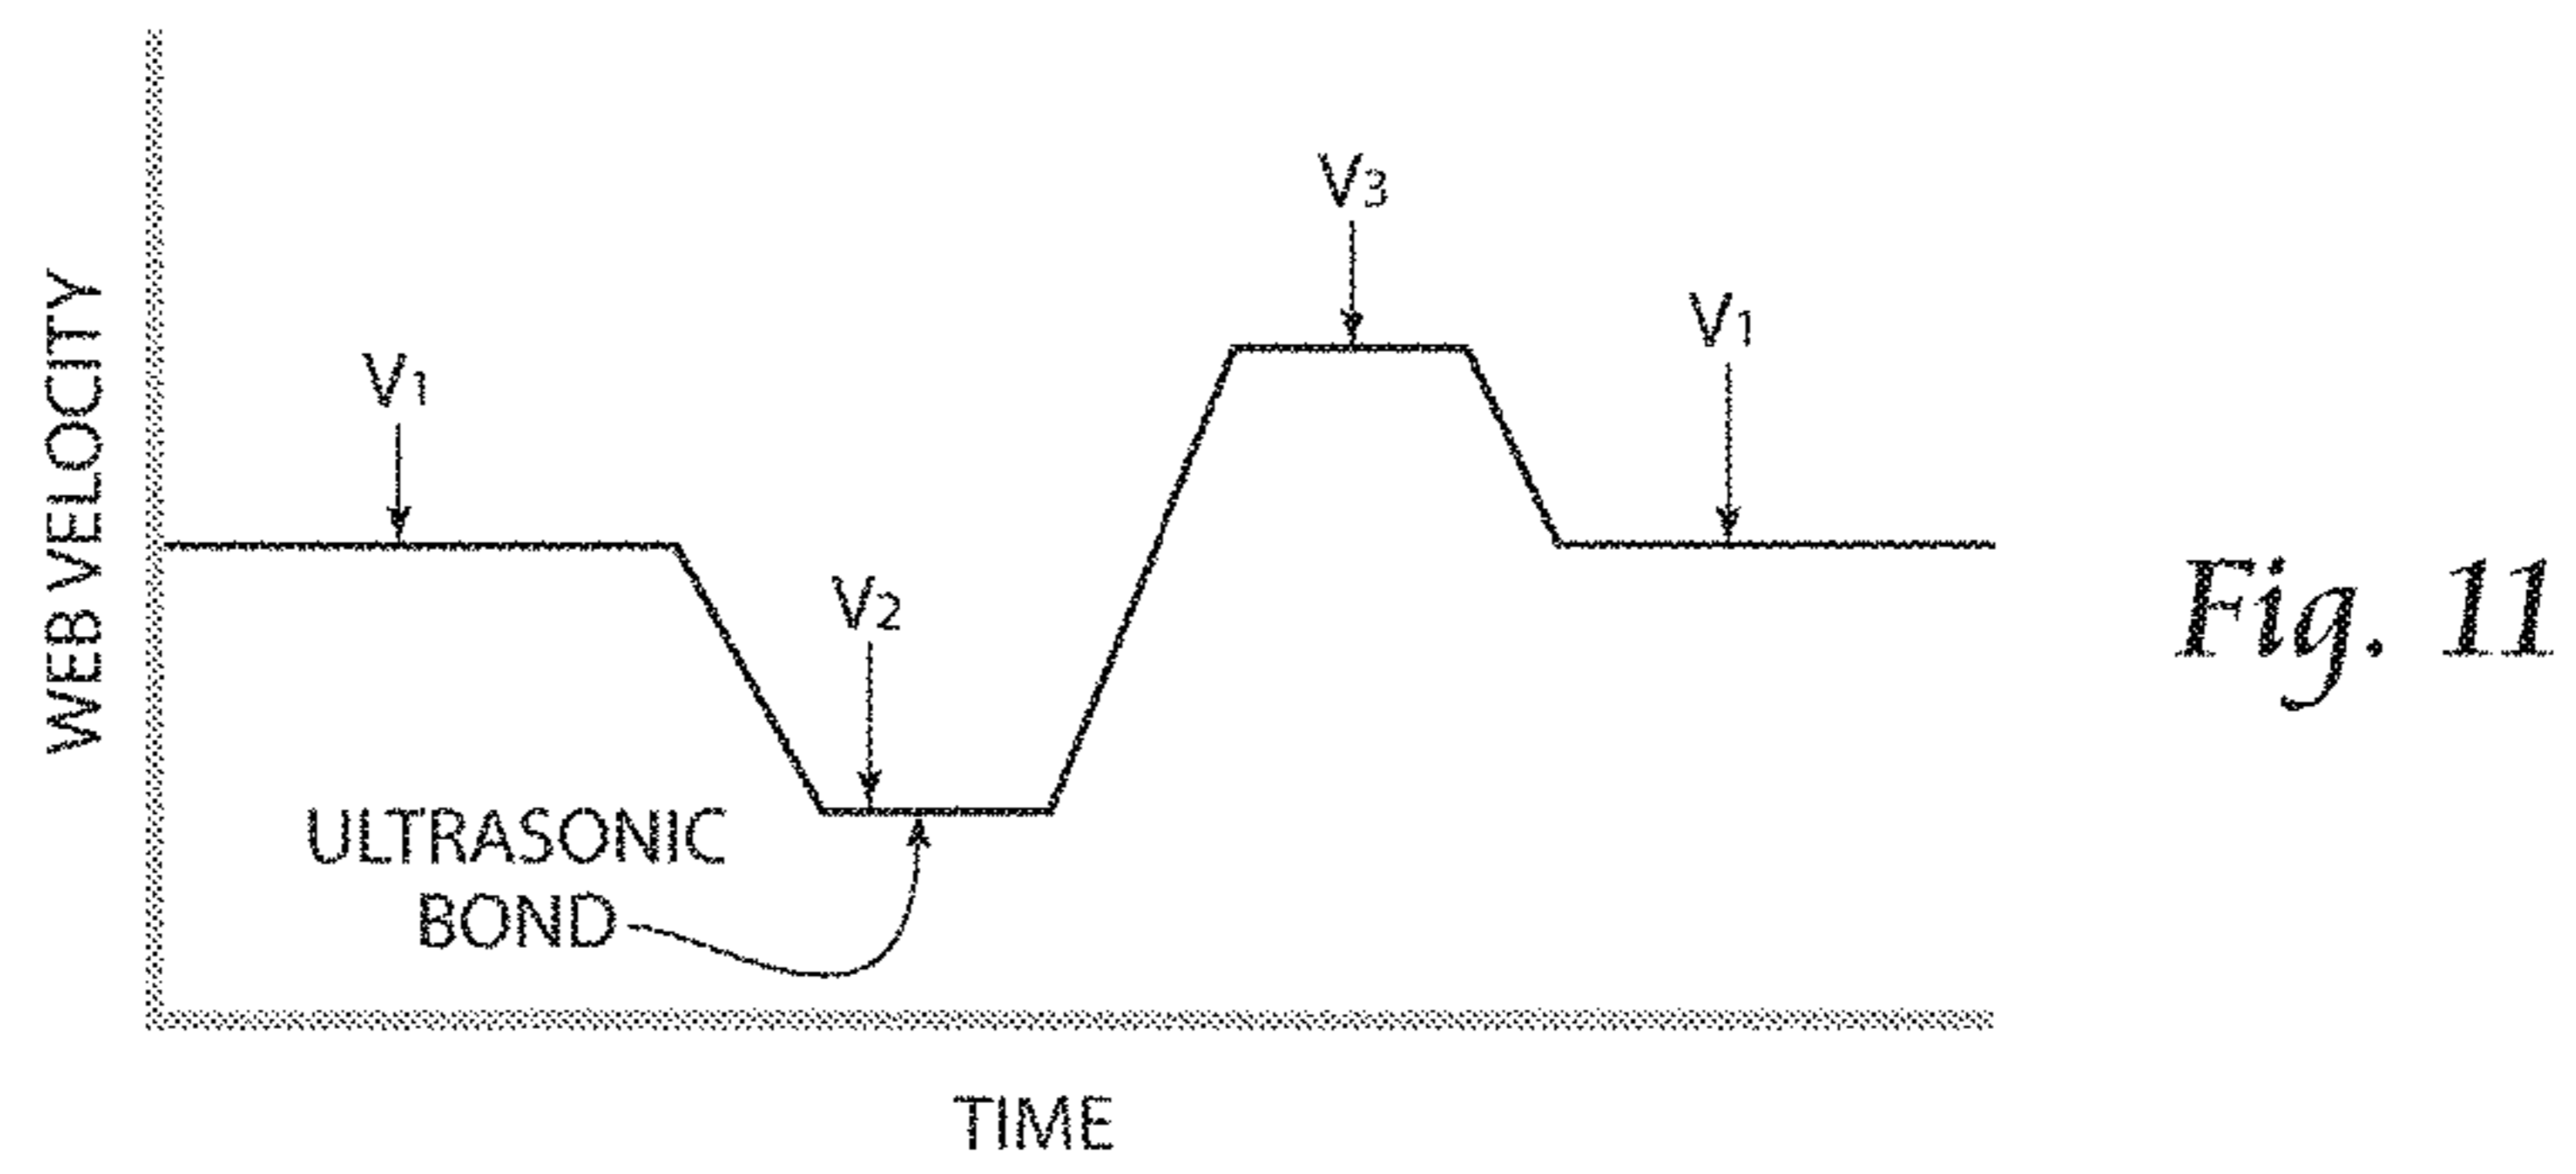 V3
V1
V1
WEB VELOCITY
V2
Fig. 11
ULTRASONIC
BOND
TIME